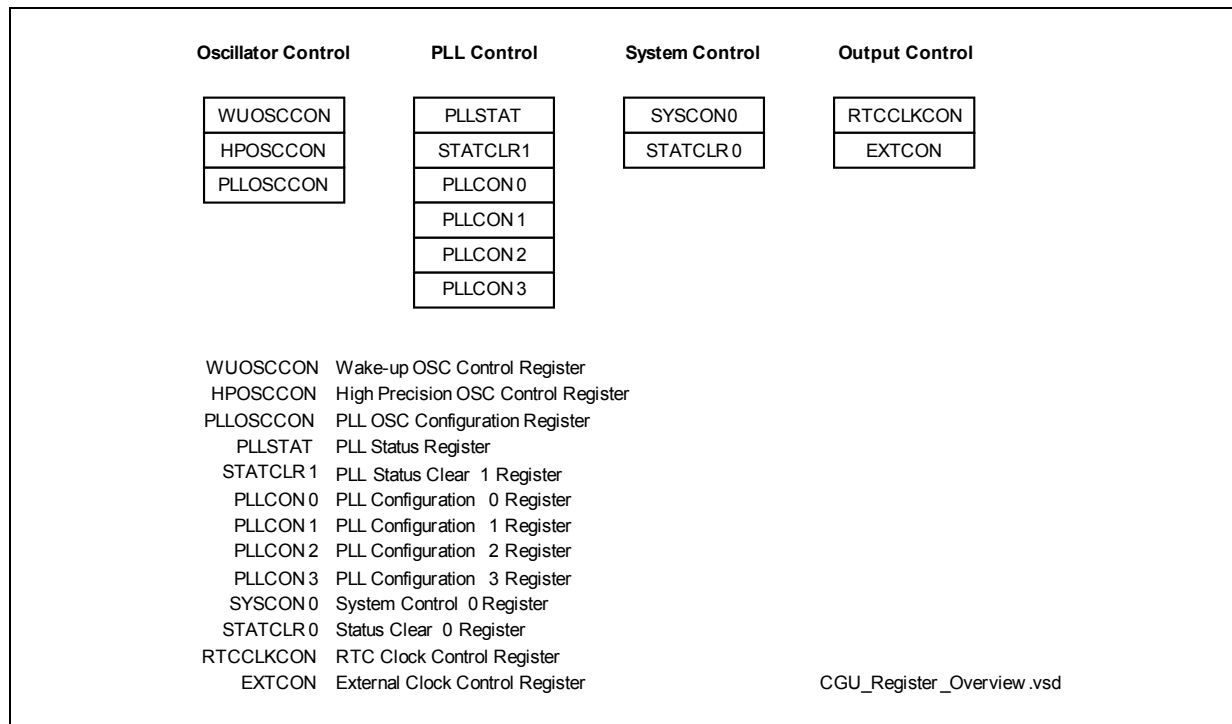 Oscillator Control PLL Control System Control Output Control
WUOSCCON PLLSTAT SYSCON0 RTCCLKCON
HPOSCCON STATCLR1 STATCLR0 EXTCON
PLLOSCCON PLLCON0
PLLCON1
PLLCON2
PLLCON3
WUOSCCON Wake-up OSC Control Register
HPOSCCON High Precision OSC Control Register
PLLOSCCON PLL OSC Configuration Register
PLLSTAT PLL Status Register
STATCLR1 PLL Status Clear 1 Register
PLLCON0 PLL Configuration 0 Register
PLLCON1 PLL Configuration 1 Register
PLLCON2 PLL Configuration 2 Register
PLLCON3 PLL Configuration 3 Register
SYSCON0 System Control 0 Register
STATCLR0 Status Clear 0 Register
RTCCLKCON RTC Clock Control Register
EXTCON External Clock Control Register CGU_Register_Overview.vsd